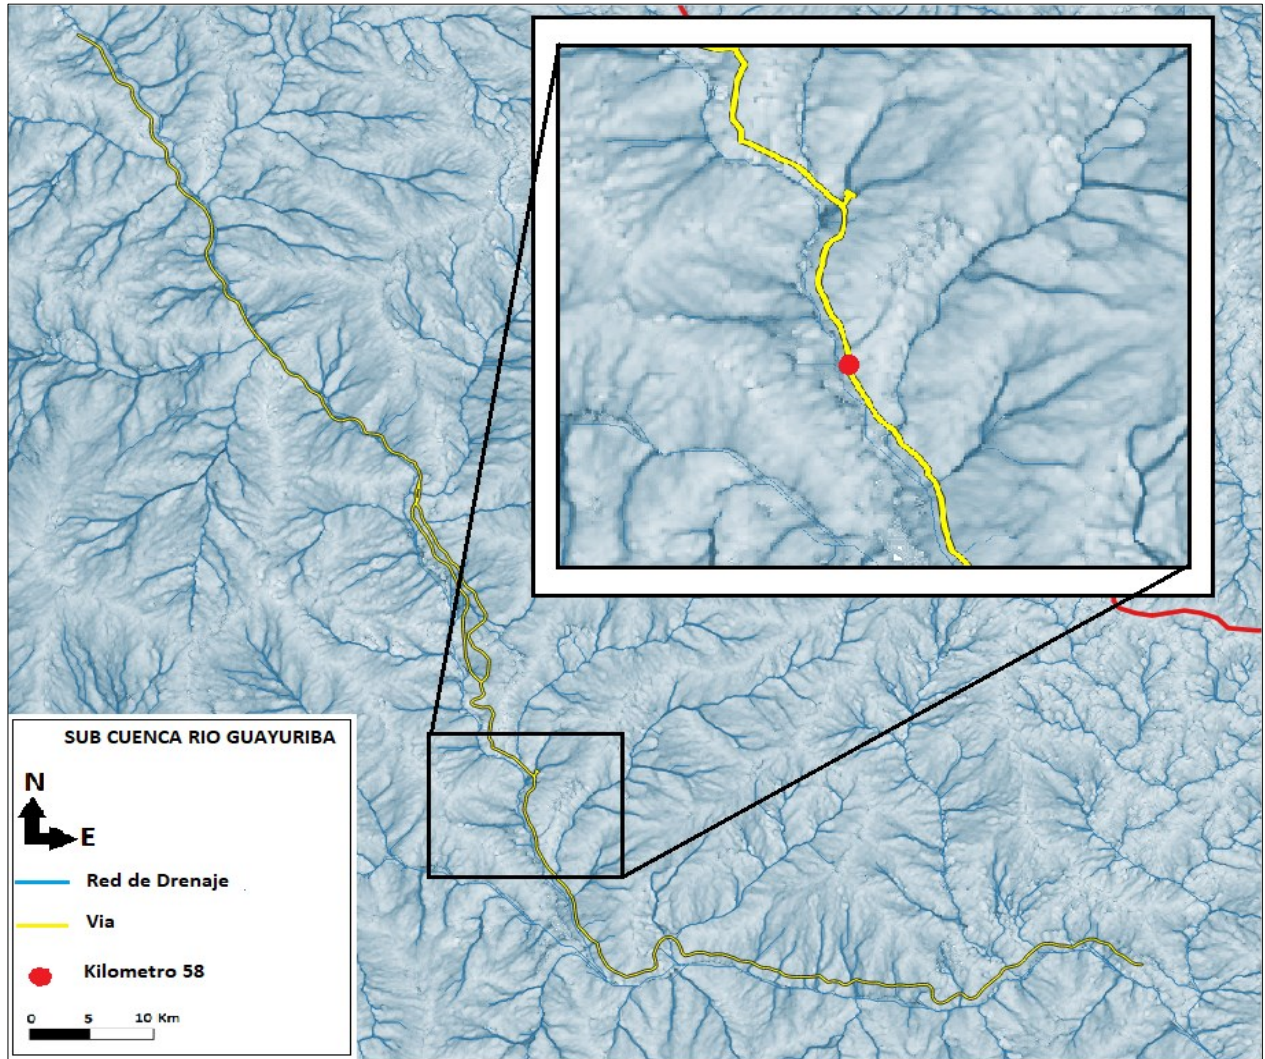 SUB CUENCA RIO GUAYURIBA
N
E
Red de Drenaje
Via
Kilometro 58
0 5 10 Km